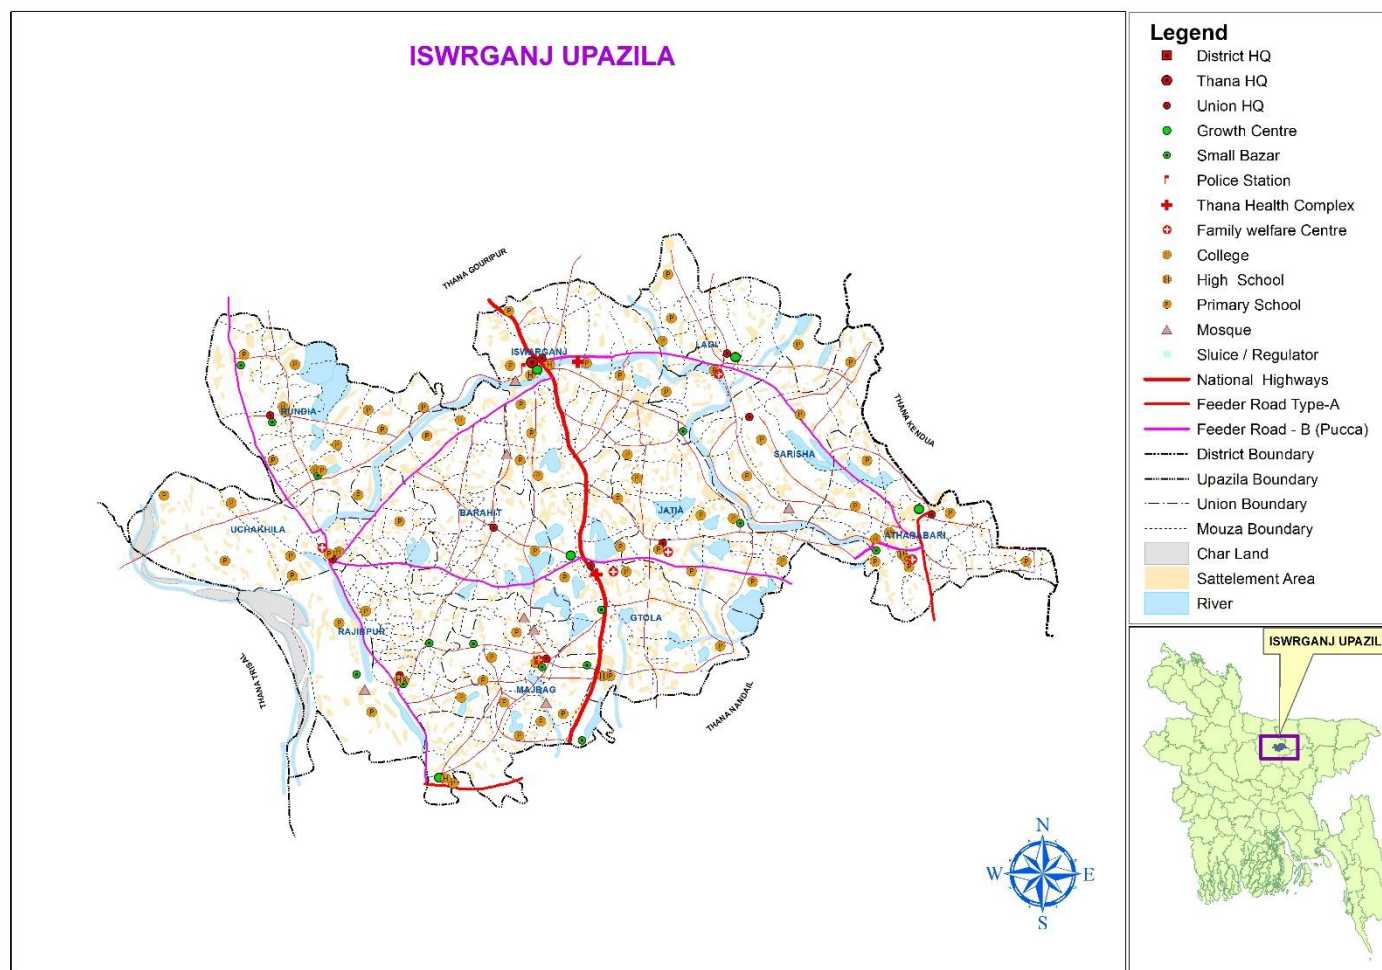 ISWRGANJ UPAZILA
THANA GOURIPUR
ISWARGANJ
LAGL
RUNDIA
THANA KENDUA
SARISHA
UCHAKHILA
BARAHIT
JATIA
ATHARABARI
RAJIBPUR
GTOLA
THANA TRISAL
MAJBAG
THANA NANDAIL
N
W E
S
Legend
District HQ
Thana HQ
Union HQ
Growth Centre
Small Bazar
Police Station
Thana Health Complex
Family welfare Centre
College
High School
Primary School
Mosque
Sluice / Regulator
National Highways
Feeder Road Type-A
Feeder Road - B (Pucca)
District Boundary
Upazila Boundary
Union Boundary
Mouza Boundary
Char Land
Sattelement Area
River
ISWRGANJ UPAZIL